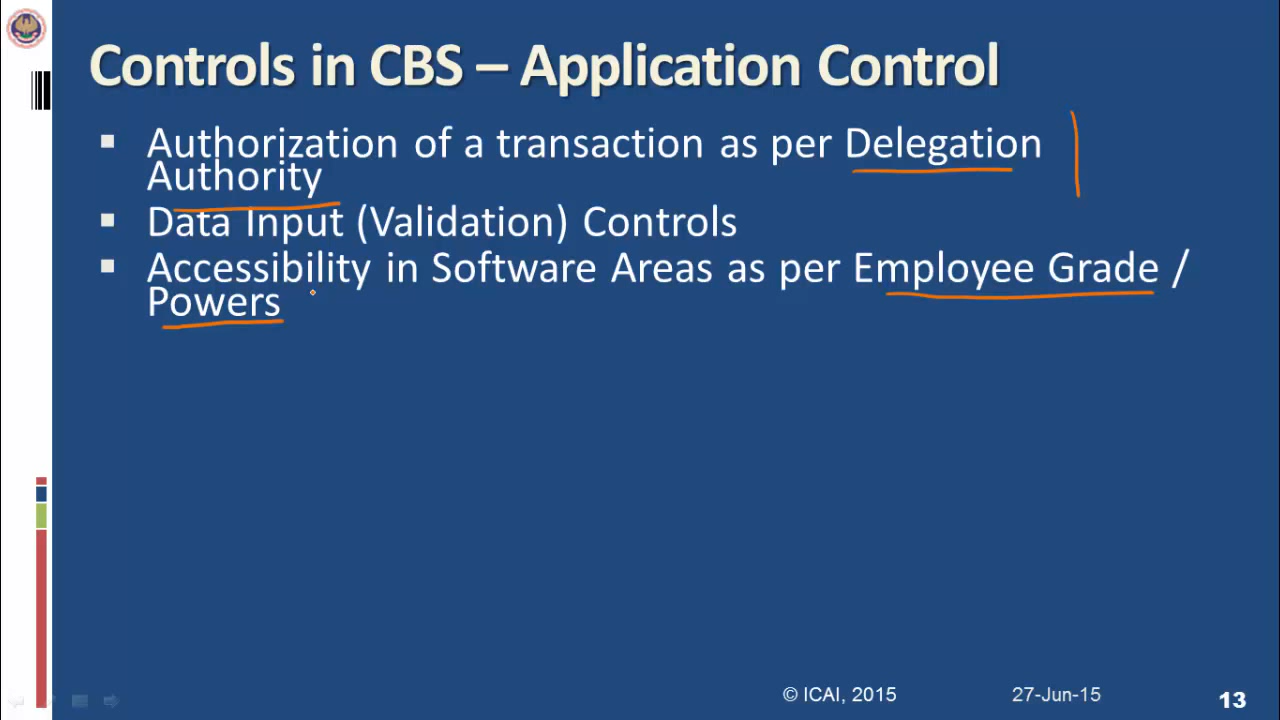 Controls in CBS – Application Control
▪ Authorization of a transaction as per Delegation
Authority
▪ Data Input (Validation) Controls
▪ Accessibility in Software Areas as per Employee Grade /
Powers
© ICAI, 2015
27-Jun-15
13